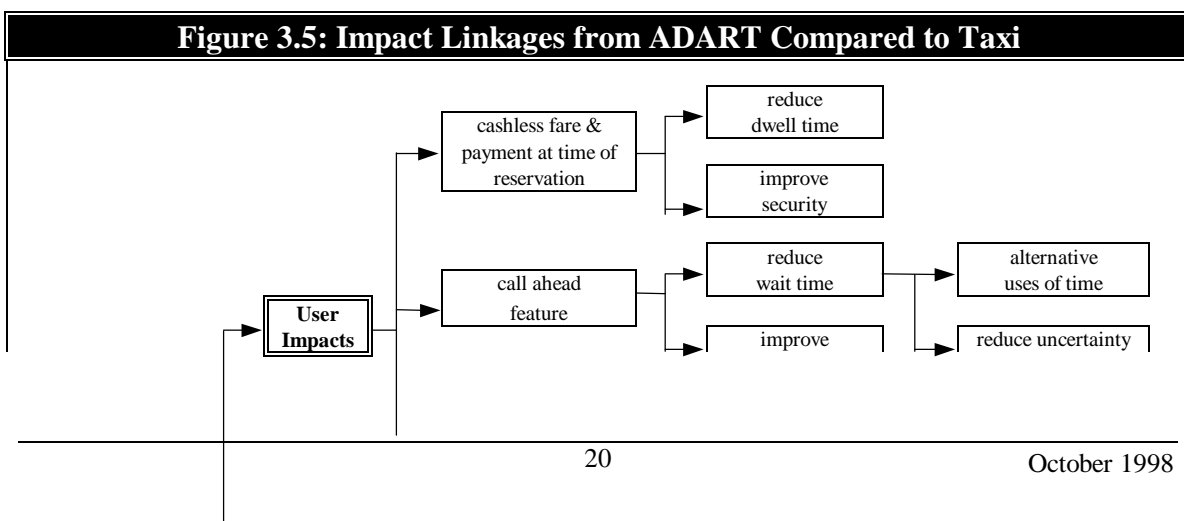 Figure 3.5: Impact Linkages from ADART Compared to Taxi
reduce
dwell time
cashless fare &
payment at time of
reservation
improve
security
reduce
wait time
alternative
uses of time
call ahead
feature
User
Impacts
improve
reduce uncertainty
20
October 1998